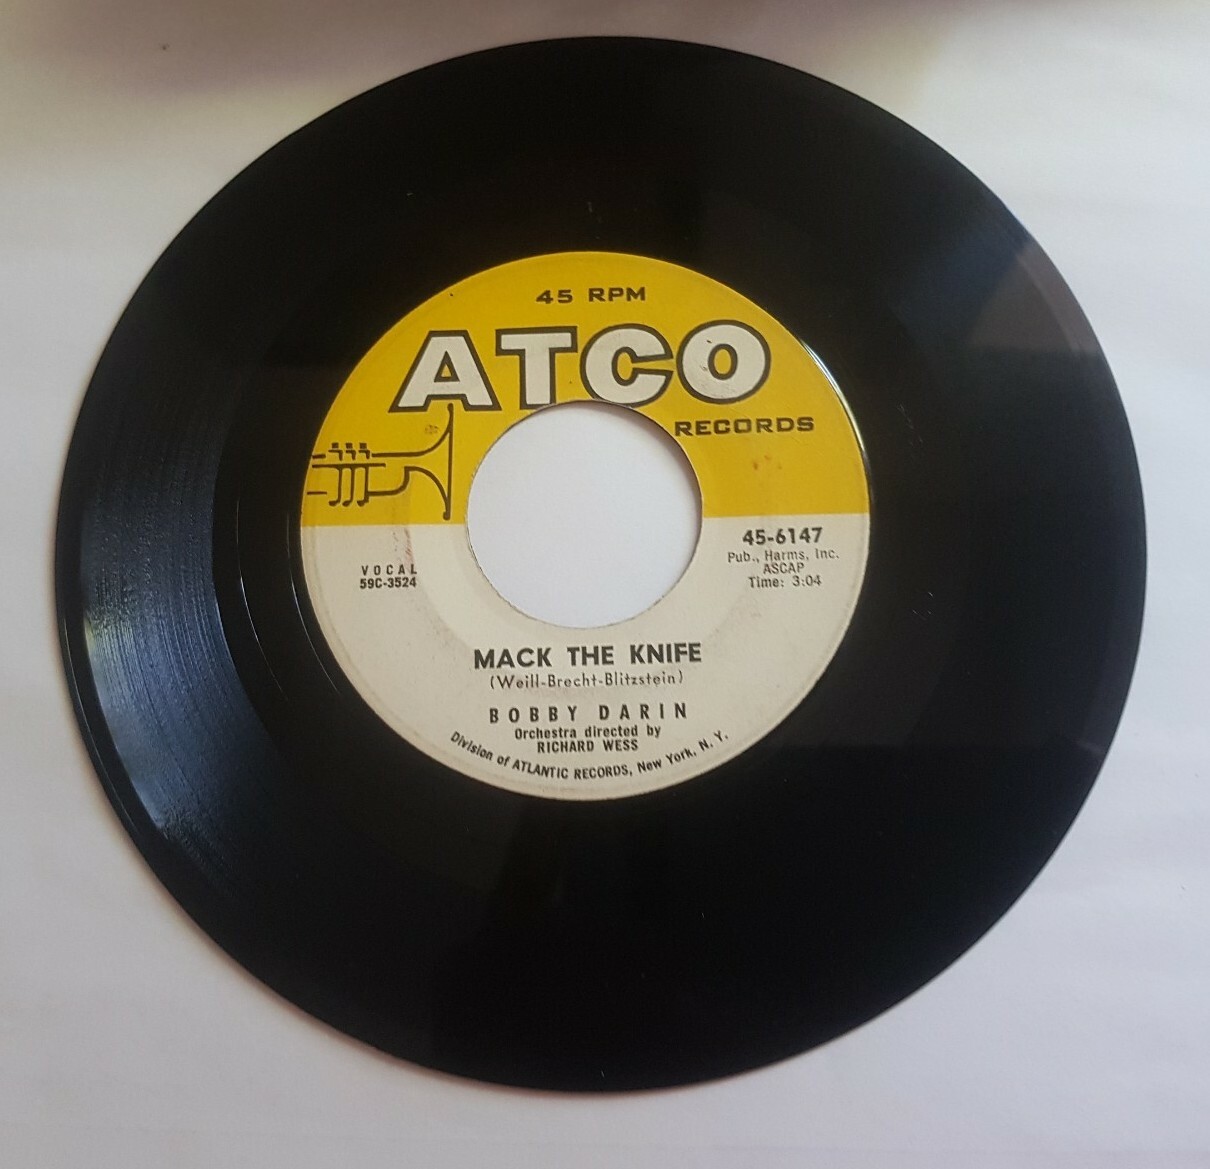 45 RPM
ATCO
RECORDS
45-6147
Pub., Harms, Inc.
ASCAP
Time: 3:04
VOCAL
59C-3524
MACK THE KNIFE
(Weill-Brecht-Blitzstein)
BOBBY DARIN
Orchestra directed by
RICHARD WESS
Division of ATLANTIC RECORDS, New York, N. Y.